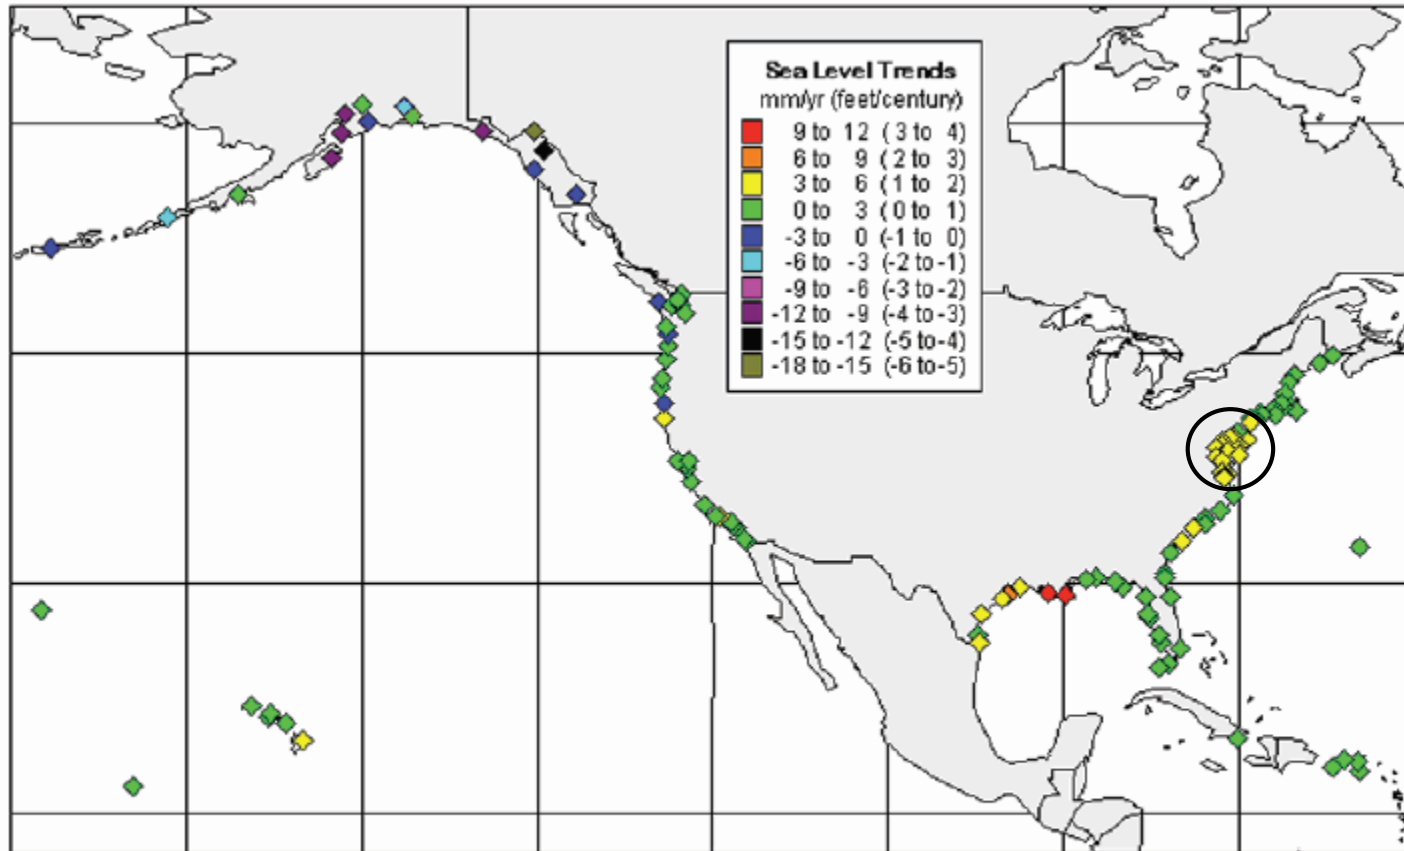 Sea Level Trends
mm/yr (feet/century)
9 to 12 (3 to 4)
6 to 9 (2 to 3)
3 to 6 (1 to 2)
0 to 3 (0 to 1)
-3 to 0 (-1 to 0)
-6 to -3 (-2 to -1)
-9 to -6 (-3 to -2)
-12 to -9 (-4 to -3)
-15 to -12 (-5 to -4)
-18 to -15 (-6 to -5)